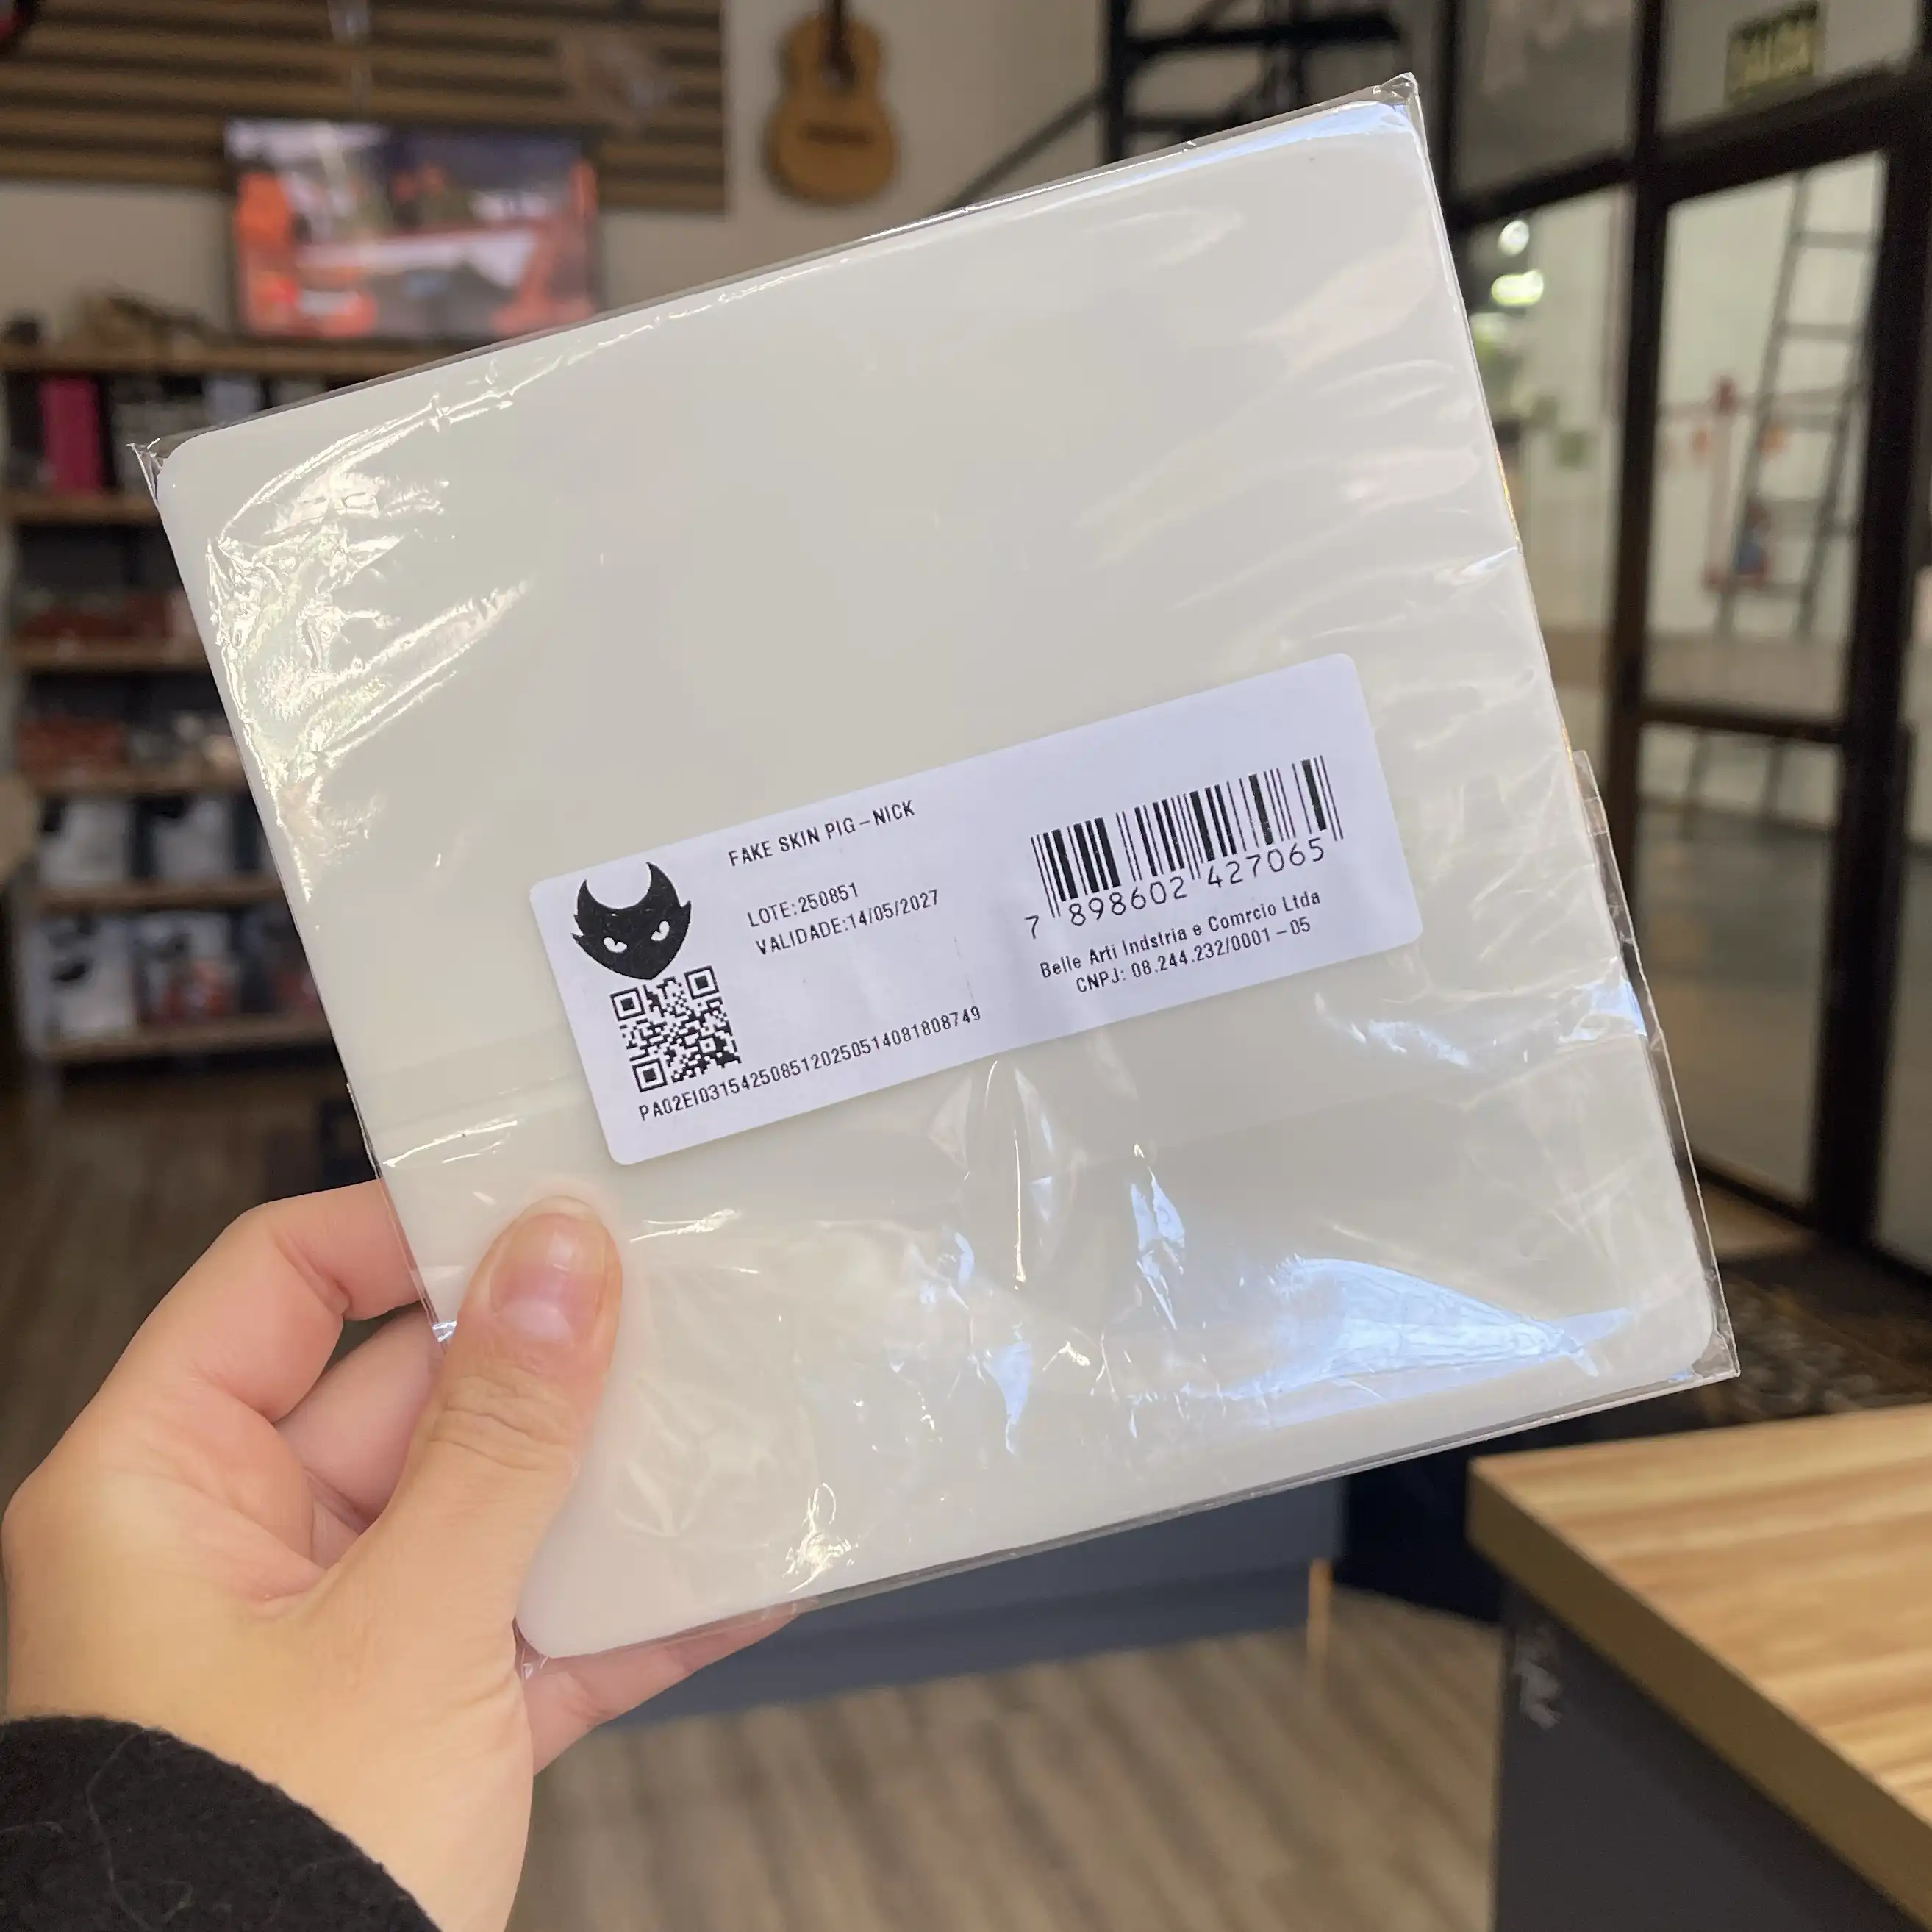 FAKE SKIN PIG-NICK
LOTE:250851
VALIDADE:14/05/2027
PA02EI0315425085120250514081808749
7 898602 427065
Belle Arti Indstria e Comrcio Ltda
CNPJ: 08.244.232/0001-05
SAÍDA